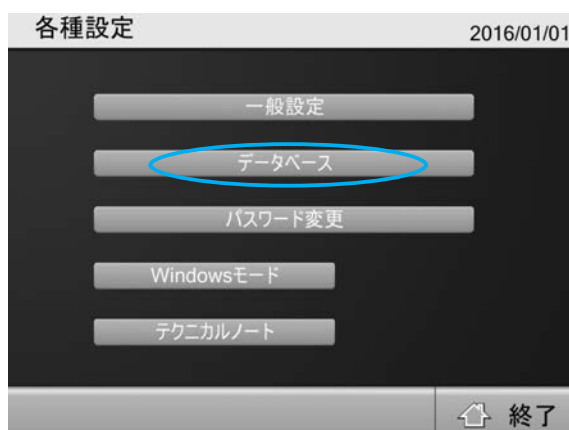 各種設定
2016/01/01
一般設定
データベース
パスワード変更
Windowsモード
テクニカルノート
終了